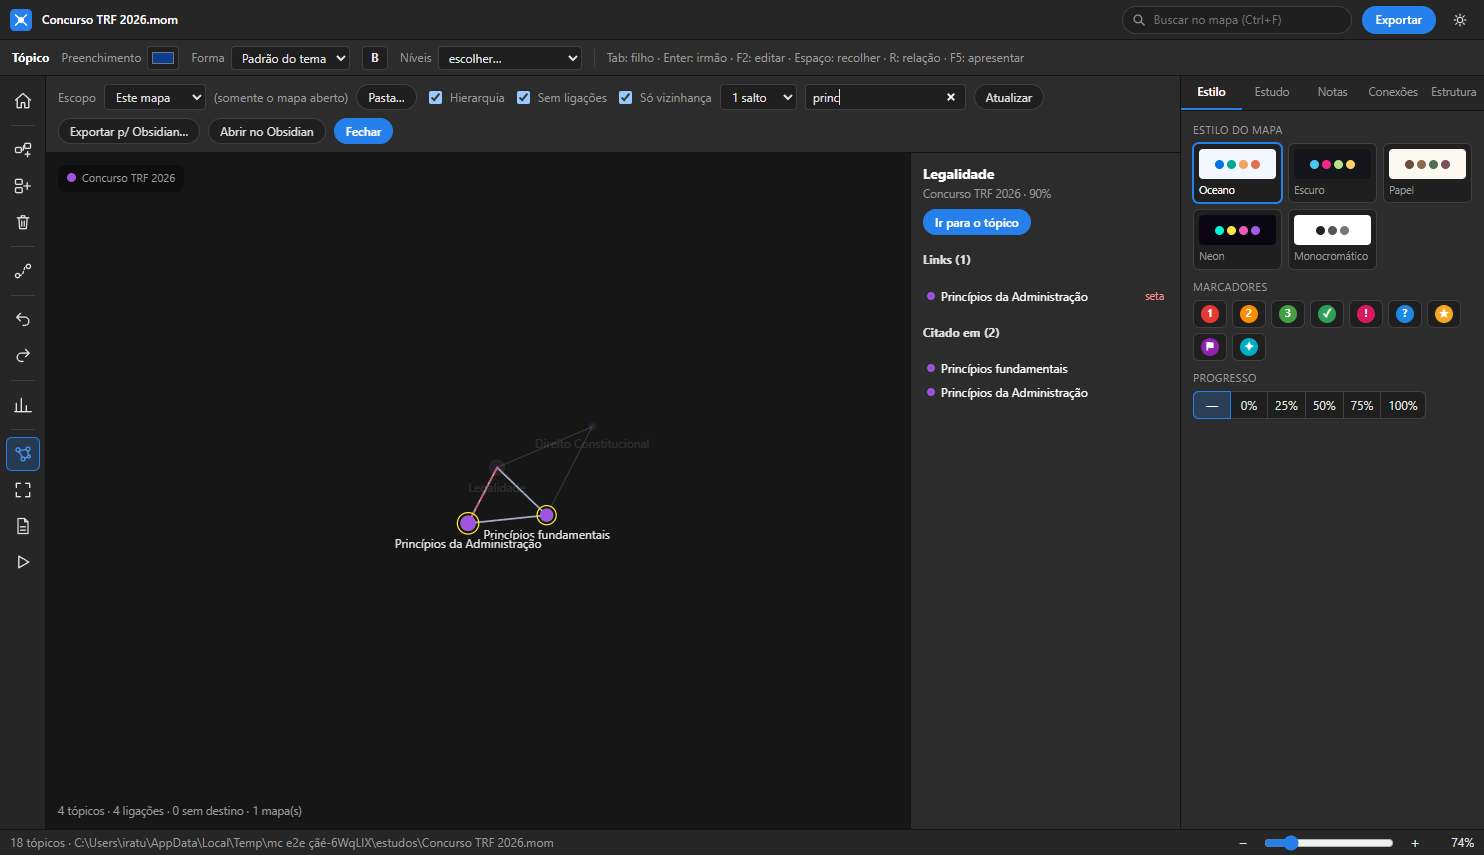 Concurso TRF 2026.mom
Buscar no mapa (Ctrl+F)
Exportar
Tópico Preenchimento Forma Padrão do tema B Níveis escolher... Tab: filho · Enter: irmão · F2: editar · Espaço: recolher · R: relação · F5: apresentar
Escopo Este mapa (somente o mapa aberto) Pasta... Hierarquia Sem ligações Só vizinhança 1 salto princ Atualizar
Exportar p/ Obsidian... Abrir no Obsidian Fechar
Concurso TRF 2026
Direito Constitucional
Legalidade
Princípios fundamentais
Princípios da Administração
4 tópicos · 4 ligações · 0 sem destino · 1 mapa(s)
Legalidade
Concurso TRF 2026 · 90%
Ir para o tópico
Links (1)
Princípios da Administração seta
Citado em (2)
Princípios fundamentais
Princípios da Administração
Estilo Estudo Notas Conexões Estrutura
ESTILO DO MAPA
Oceano Escuro Papel
Neon Monocromático
MARCADORES
1 2 3 ! ?
PROGRESSO
— 0% 25% 50% 75% 100%
18 tópicos · C:\Users\iratu\AppData\Local\Temp\mc e2e çãé-6WqLIX\estudos\Concurso TRF 2026.mom
− + 74%